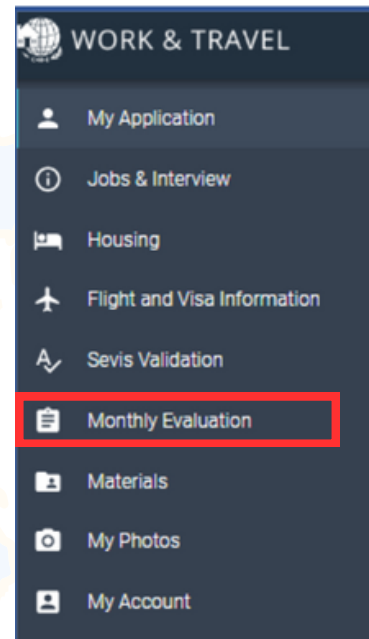 WORK & TRAVEL
My Application
Jobs & Interview
Housing
Flight and Visa Information
Sevis Validation
Monthly Evaluation
Materials
My Photos
My Account